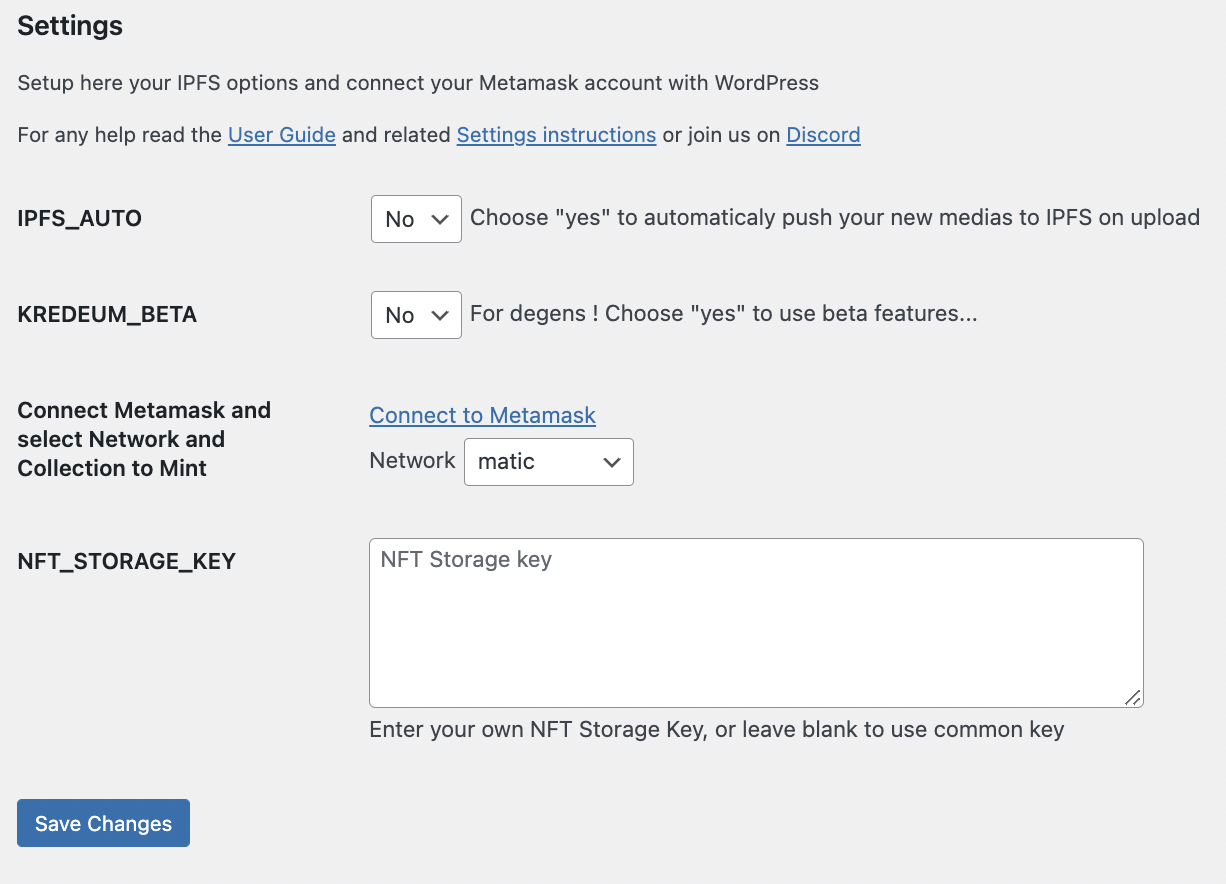 Settings
Setup here your IPFS options and connect your Metamask account with WordPress
For any help read the User Guide and related Settings instructions or join us on Discord
IPFS_AUTO
No
Choose "yes" to automaticaly push your new medias to IPFS on upload
KREDEUM_BETA
No
For degens ! Choose "yes" to use beta features...
Connect Metamask and
select Network and
Collection to Mint
Connect to Metamask
Network
matic
NFT_STORAGE_KEY
NFT Storage key
Enter your own NFT Storage Key, or leave blank to use common key
Save Changes